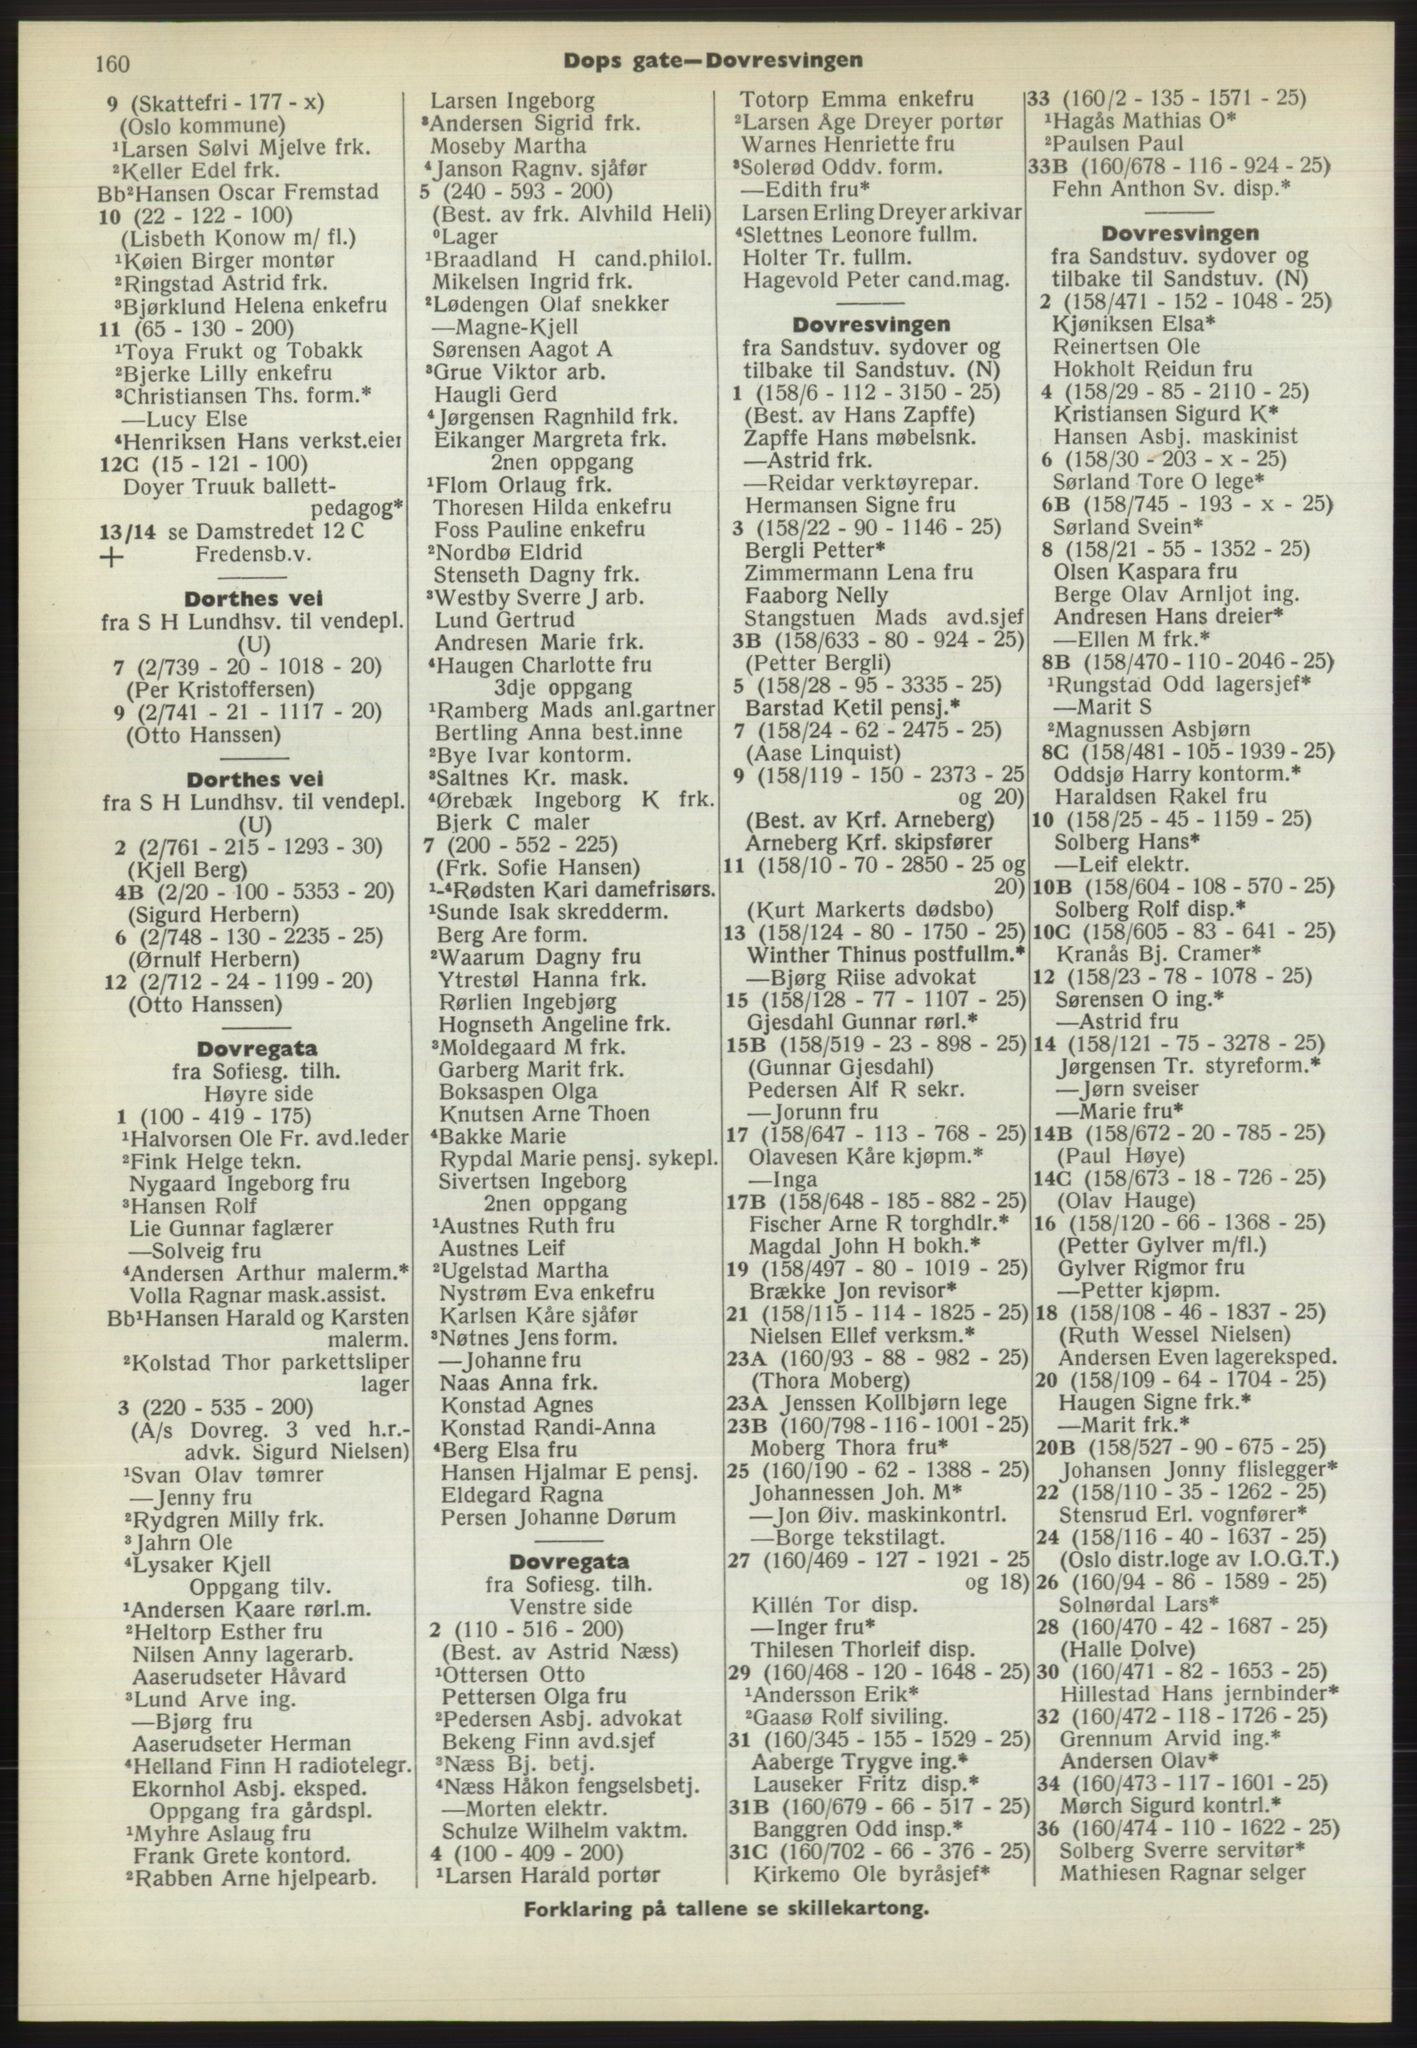 160
Dops gate—Dovresvingen
9 (Skattefri - 177 - x)
(Oslo kommune)
¹Larsen Sølvi Mjelve frk.
²Keller Edel frk.
Bb²Hansen Oscar Fremstad
10 (22 - 122 - 100)
(Lisbeth Konow m/ fl.)
¹Køien Birger montør
²Ringstad Astrid frk.
³Bjørklund Helena enkefru
11 (65 - 130 - 200)
¹Toya Frukt og Tobakk
²Bjerke Lilly enkefru
³Christiansen Ths. form.*
—Lucy Else
⁴Henriksen Hans verkst.eier
12C (15 - 121 - 100)
Doyer Truuk ballett-
pedagog*
13/14 se Damstredet 12 C
+ Fredensb.v.
Dorthes vei
fra S H Lundhsv. til vendepl.
(U)
7 (2/739 - 20 - 1018 - 20)
(Per Kristoffersen)
9 (2/741 - 21 - 1117 - 20)
(Otto Hanssen)
Dorthes vei
fra S H Lundhsv. til vendepl.
(U)
2 (2/761 - 215 - 1293 - 30)
(Kjell Berg)
4B (2/20 - 100 - 5353 - 20)
(Sigurd Herbern)
6 (2/748 - 130 - 2235 - 25)
(Ørnulf Herbern)
12 (2/712 - 24 - 1199 - 20)
(Otto Hanssen)
Dovregata
fra Sofiesg. tilh.
Høyre side
1 (100 - 419 - 175)
¹Halvorsen Ole Fr. avd.leder
²Fink Helge tekn.
Nygaard Ingeborg fru
³Hansen Rolf
Lie Gunnar faglærer
—Solveig fru
⁴Andersen Arthur malerm.*
Volla Ragnar mask.assist.
Bb¹Hansen Harald og Karsten
malerm.
²Kolstad Thor parkettsliper
lager
3 (220 - 535 - 200)
(A/s Dovreg. 3 ved h.r.-
advk. Sigurd Nielsen)
¹Svan Olav tømrer
—Jenny fru
²Rydgren Milly frk.
³Jahrn Ole
⁴Lysaker Kjell
Oppgang tilv.
¹Andersen Kaare rørl.m.
²Heltorp Esther fru
Nilsen Anny lagerarb.
Aaserudseter Håvard
³Lund Arve ing.
—Bjørg fru
Aaserudseter Herman
⁴Helland Finn H radiotelegr.
Ekornhol Asbj. eksped.
Oppgang fra gårdspl.
¹Myhre Aslaug fru
Frank Grete kontord.
²Rabben Arne hjelpearb.
Larsen Ingeborg
³Andersen Sigrid frk.
Moseby Martha
⁴Janson Ragnv. sjåfør
5 (240 - 593 - 200)
(Best. av frk. Alvhild Heli)
⁰Lager
¹Braadland H cand.philol.
Mikelsen Ingrid frk.
²Lødengen Olaf snekker
—Magne-Kjell
Sørensen Aagot A
³Grue Viktor arb.
Haugli Gerd
⁴Jørgensen Ragnhild frk.
Eikanger Margreta frk.
2nen oppgang
¹Flom Orlaug frk.
Thoresen Hilda enkefru
Foss Pauline enkefru
²Nordbø Eldrid
Stenseth Dagny frk.
³Westby Sverre J arb.
Lund Gertrud
Andresen Marie frk.
⁴Haugen Charlotte fru
3dje oppgang
¹Ramberg Mads anl.gartner
Bertling Anna best.inne
²Bye Ivar kontorm.
³Saltnes Kr. mask.
⁴Ørebæk Ingeborg K frk.
Bjerk C maler
7 (200 - 552 - 225)
(Frk. Sofie Hansen)
¹-⁴Rødsten Kari damefrisørs.
¹Sunde Isak skredderm.
Berg Are form.
²Waarum Dagny fru
Ytrestøl Hanna frk.
Rørlien Ingebjørg
Hognseth Angeline frk.
³Moldegaard M frk.
Garberg Marit frk.
Boksaspen Olga
Knutsen Arne Thoen
⁴Bakke Marie
Rypdal Marie pensj. sykepl.
Sivertsen Ingeborg
2nen oppgang
¹Austnes Ruth fru
Austnes Leif
²Ugelstad Martha
Nystrøm Eva enkefru
Karlsen Kåre sjåfør
³Nøtnes Jens form.
—Johanne fru
Naas Anna frk.
Konstad Agnes
Konstad Randi-Anna
⁴Berg Elsa fru
Hansen Hjalmar E pensj.
Eldegard Ragna
Persen Johanne Dørum
Dovregata
fra Sofiesg. tilh.
Venstre side
2 (110 - 516 - 200)
(Best. av Astrid Næss)
¹Ottersen Otto
Pettersen Olga fru
²Pedersen Asbj. advokat
Bekeng Finn avd.sjef
³Næss Bj. betj.
⁴Næss Håkon fengselsbetj.
—Morten elektr.
Schulze Wilhelm vaktm.
4 (100 - 409 - 200)
¹Larsen Harald portør
Totorp Emma enkefru
²Larsen Åge Dreyer portør
Warnes Henriette fru
³Solerød Oddv. form.
—Edith fru*
Larsen Erling Dreyer arkivar
⁴Slettnes Leonore fullm.
Holter Tr. fullm.
Hagevold Peter cand.mag.
Dovresvingen
fra Sandstuv. sydover og
tilbake til Sandstuv. (N)
1 (158/6 - 112 - 3150 - 25)
(Best. av Hans Zapffe)
Zapffe Hans møbelsnk.
—Astrid frk.
—Reidar verktøyrepar.
Hermansen Signe fru
3 (158/22 - 90 - 1146 - 25)
Bergli Petter*
Zimmermann Lena fru
Faaborg Nelly
Stangstuen Mads avd.sjef
3B (158/633 - 80 - 924 - 25)
(Petter Bergli)
5 (158/28 - 95 - 3335 - 25)
Barstad Ketil pensj.*
7 (158/24 - 62 - 2475 - 25)
(Aase Linquist)
9 (158/119 - 150 - 2373 - 25
og 20)
(Best. av Krf. Arneberg)
Arneberg Krf. skipsfører
11 (158/10 - 70 - 2850 - 25 og
20)
(Kurt Markerts dødsbo)
13 (158/124 - 80 - 1750 - 25)
Winther Thinus postfullm.*
—Bjørg Riise advokat
15 (158/128 - 77 - 1107 - 25)
Gjesdahl Gunnar rørl.*
15B (158/519 - 23 - 898 - 25)
(Gunnar Gjesdahl)
Pedersen Alf R sekr.
—Jorunn fru
17 (158/647 - 113 - 768 - 25)
Olavesen Kåre kjøpm.*
—Inga
17B (158/648 - 185 - 882 - 25)
Fischer Arne R torghdlr.*
Magdal John H bokh.*
19 (158/497 - 80 - 1019 - 25)
Brække Jon revisor*
21 (158/115 - 114 - 1825 - 25)
Nielsen Ellef verksm.*
23A (160/93 - 88 - 982 - 25)
(Thora Moberg)
23A Jenssen Kollbjørn lege
23B (160/798 - 116 - 1001 - 25)
Moberg Thora fru*
25 (160/190 - 62 - 1388 - 25)
Johannessen Joh. M*
—Jon Øiv. maskinkontrl.
—Borge tekstilagt.
27 (160/469 - 127 - 1921 - 25
og 18)
Killén Tor disp.
—Inger fru*
Thilesen Thorleif disp.
29 (160/468 - 120 - 1648 - 25)
¹Andersson Erik*
²Gaasø Rolf siviling.
31 (160/345 - 155 - 1529 - 25)
Aaberge Trygve ing.*
Lauseker Fritz disp.*
31B (160/679 - 66 - 517 - 25)
Banggren Odd insp.*
31C (160/702 - 66 - 376 - 25)
Kirkemo Ole byråsjef*
33 (160/2 - 135 - 1571 - 25)
¹Hagås Mathias O*
²Paulsen Paul
33B (160/678 - 116 - 924 - 25)
Fehn Anthon Sv. disp.*
Dovresvingen
fra Sandstuv. sydover og
tilbake til Sandstuv. (N)
2 (158/471 - 152 - 1048 - 25)
Kjøniksen Elsa*
Reinertsen Ole
Hokholt Reidun fru
4 (158/29 - 85 - 2110 - 25)
Kristiansen Sigurd K*
Hansen Asbj. maskinist
6 (158/30 - 203 - x - 25)
Sørland Tore O lege*
6B (158/745 - 193 - x - 25)
Sørland Svein*
8 (158/21 - 55 - 1352 - 25)
Olsen Kaspara fru
Berge Olav Arnljot ing.
Andresen Hans dreier*
—Ellen M frk.*
8B (158/470 - 110 - 2046 - 25)
¹Rungstad Odd lagersjef*
—Marit S
²Magnussen Asbjørn
8C (158/481 - 105 - 1939 - 25)
Oddsjø Harry kontorm.*
Haraldsen Rakel fru
10 (158/25 - 45 - 1159 - 25)
Solberg Hans*
—Leif elektr.
10B (158/604 - 108 - 570 - 25)
Solberg Rolf disp.*
10C (158/605 - 83 - 641 - 25)
Kranås Bj. Cramer*
12 (158/23 - 78 - 1078 - 25)
Sørensen O ing.*
—Astrid fru
14 (158/121 - 75 - 3278 - 25)
Jørgensen Tr. styreform.*
—Jørn sveiser
—Marie fru*
14B (158/672 - 20 - 785 - 25)
(Paul Høye)
14C (158/673 - 18 - 726 - 25)
(Olav Hauge)
16 (158/120 - 66 - 1368 - 25)
(Petter Gylver m/fl.)
Gylver Rigmor fru
—Petter kjøpm.
18 (158/108 - 46 - 1837 - 25)
(Ruth Wessel Nielsen)
Andersen Even lagereksped.
20 (158/109 - 64 - 1704 - 25)
Haugen Signe frk.*
—Marit frk.*
20B (158/527 - 90 - 675 - 25)
Johansen Jonny flislegger*
22 (158/110 - 35 - 1262 - 25)
Stensrud Erl. vognfører*
24 (158/116 - 40 - 1637 - 25)
(Oslo distr.loge av I.O.G.T.)
26 (160/94 - 86 - 1589 - 25)
Solnørdal Lars*
28 (160/470 - 42 - 1687 - 25)
(Halle Dolve)
30 (160/471 - 82 - 1653 - 25)
Hillestad Hans jernbinder*
32 (160/472 - 118 - 1726 - 25)
Grennum Arvid ing.*
Andersen Olav*
34 (160/473 - 117 - 1601 - 25)
Mørch Sigurd kontrl.*
36 (160/474 - 110 - 1622 - 25)
Solberg Sverre servitør*
Mathiesen Ragnar selger
Forklaring på tallene se skillekartong.